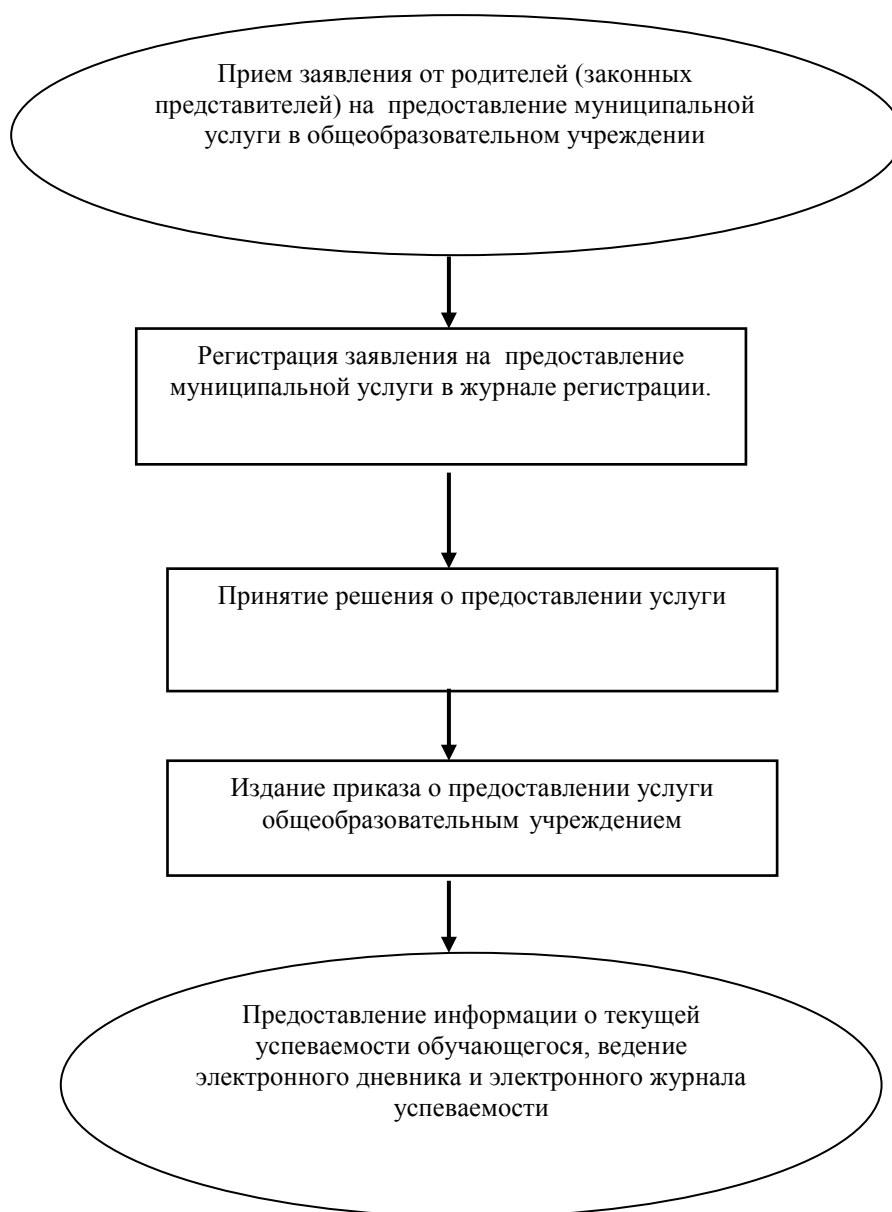 Прием заявления от родителей (законных
представителей) на  предоставление муниципальной
услуги в общеобразовательном учреждении
Регистрация заявления на  предоставление
муниципальной услуги в журнале регистрации.
Принятие решения о предоставлении услуги
Издание приказа о предоставлении услуги
общеобразовательным учреждением
Предоставление информации о текущей
успеваемости обучающегося, ведение
электронного дневника и электронного журнала
успеваемости